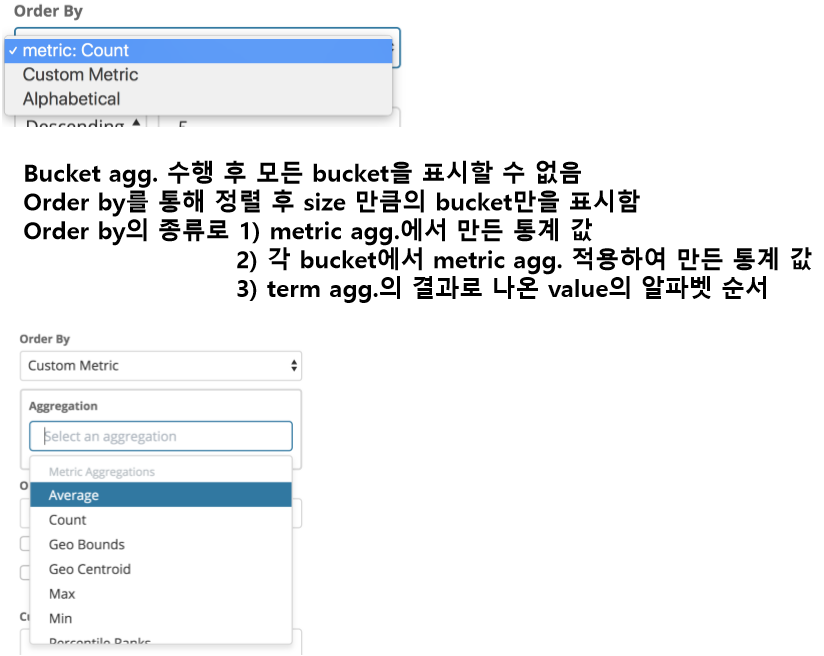 Order By
✓ metric: Count
Custom Metric
Alphabetical
Descending 5
Bucket agg. 수행 후 모든 bucket을 표시할 수 없음
Order by를 통해 정렬 후 size 만큼의 bucket만을 표시함
Order by의 종류로 1) metric agg.에서 만든 통계 값
2) 각 bucket에서 metric agg. 적용하여 만든 통계 값
3) term agg.의 결과로 나온 value의 알파벳 순서
Order By
Custom Metric
Aggregation
Select an aggregation
Metric Aggregations
O
Average
Count
Geo Bounds
Geo Centroid
Max
Min
Percentile Ranks